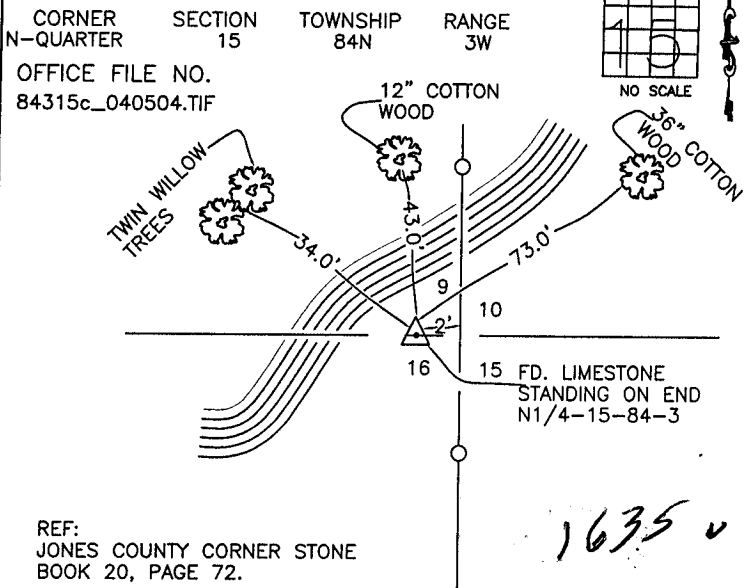 CORNER SECTION TOWNSHIP RANGE
N-QUARTER 15 84N 3W
15
NO SCALE
OFFICE FILE NO.
84315c_040504.TIF
12" COTTON
WOOD
36" COTTON
WOOD
TWIN WILLOW
TREES
34.0'
43.0'
73.0'
9
10
2'
16
15
FD. LIMESTONE
STANDING ON END
N1/4-15-84-3
1635
REF:
JONES COUNTY CORNER STONE
BOOK 20, PAGE 72.